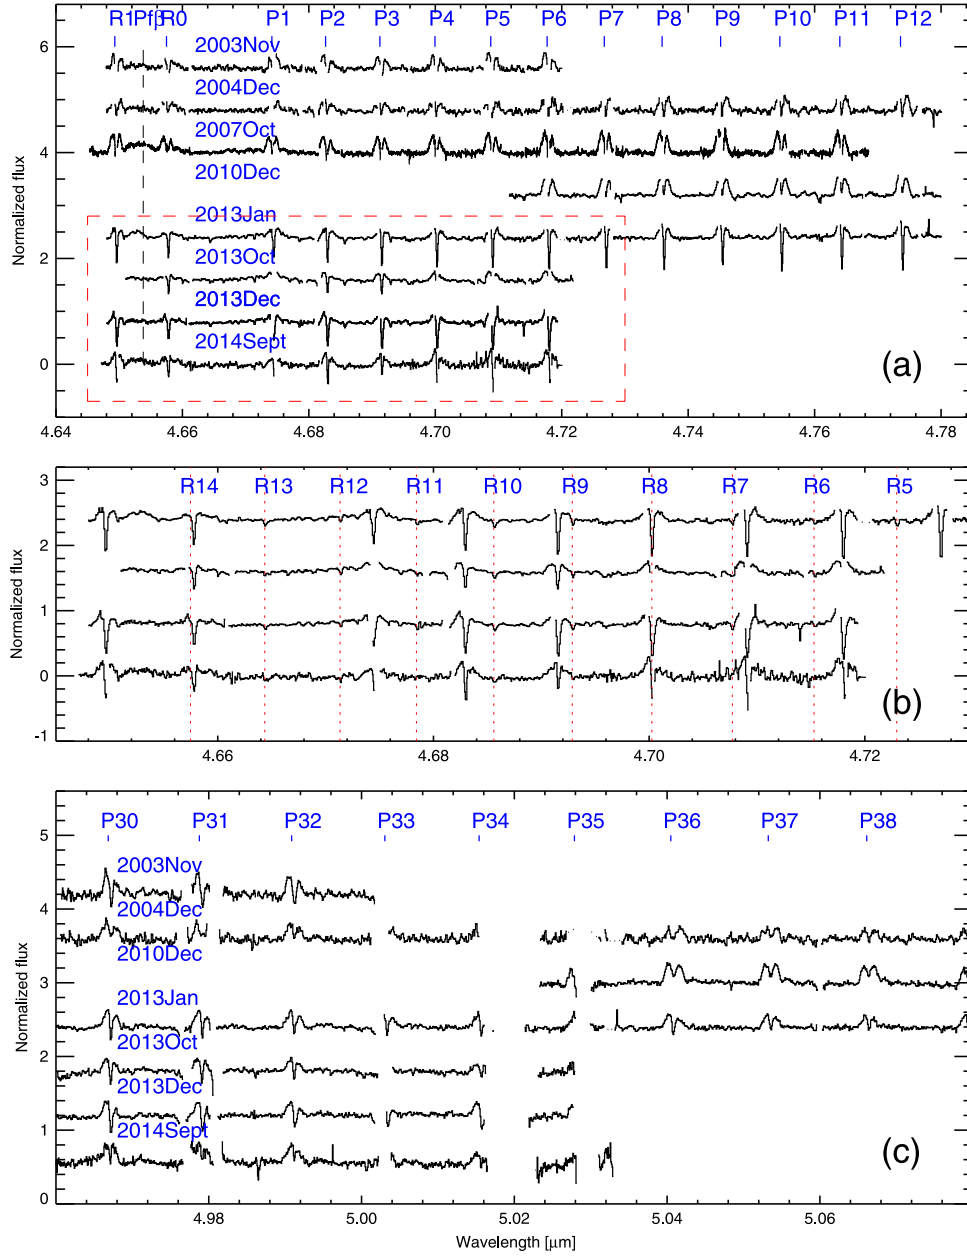 R1 Pfβ R0 P1 P2 P3 P4 P5 P6 P7 P8 P9 P10 P11 P12
6
4
2
0
Normalized flux
2003Nov
2004Dec
2007Oct
2010Dec
2013Jan
2013Oct
2013Dec
2014Sept
(a)
4.64 4.66 4.68 4.70 4.72 4.74 4.76 4.78
3
2
1
0
-1
Normalized flux
R14 R13 R12 R11 R10 R9 R8 R7 R6 R5
(b)
4.66 4.68 4.70 4.72
5
4
3
2
1
0
Normalized flux
P30 P31 P32 P33 P34 P35 P36 P37 P38
2003Nov
2004Dec
2010Dec
2013Jan
2013Oct
2013Dec
2014Sept
(c)
4.98 5.00 5.02 5.04 5.06
Wavelength [μm]